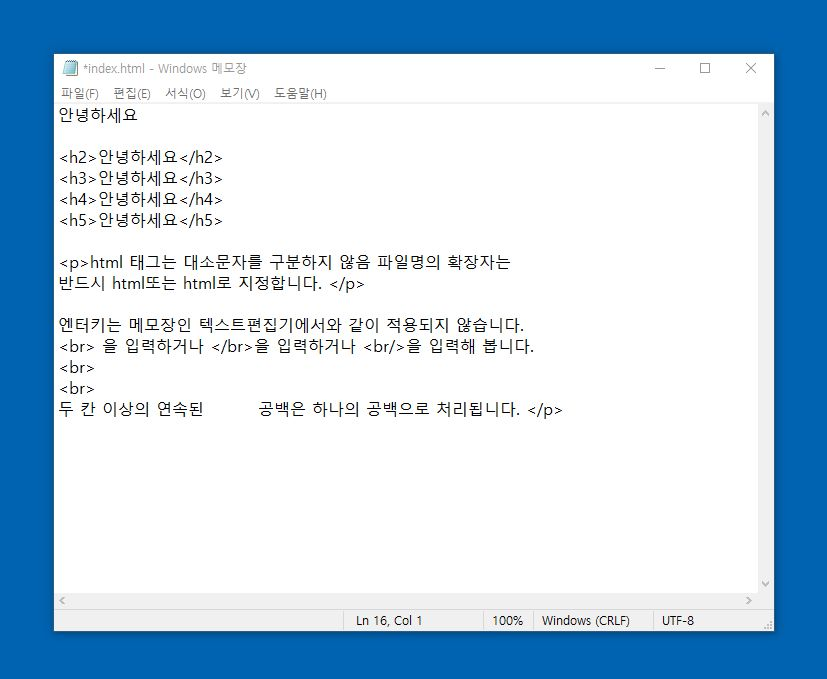 *index.html - Windows 메모장
파일(F) 편집(E) 서식(O) 보기(V) 도움말(H)
안녕하세요
<h2>안녕하세요</h2>
<h3>안녕하세요</h3>
<h4>안녕하세요</h4>
<h5>안녕하세요</h5>
<p>html 태그는 대소문자를 구분하지 않음 파일명의 확장자는
반드시 html또는 html로 지정합니다. </p>
엔터키는 메모장인 텍스트편집기에서와 같이 적용되지 않습니다.
<br> 을 입력하거나 </br>을 입력하거나 <br/>을 입력해 봅니다.
<br>
<br>
두 칸 이상의 연속된          공백은 하나의 공백으로 처리됩니다. </p>
Ln 16, Col 1 100% Windows (CRLF) UTF-8